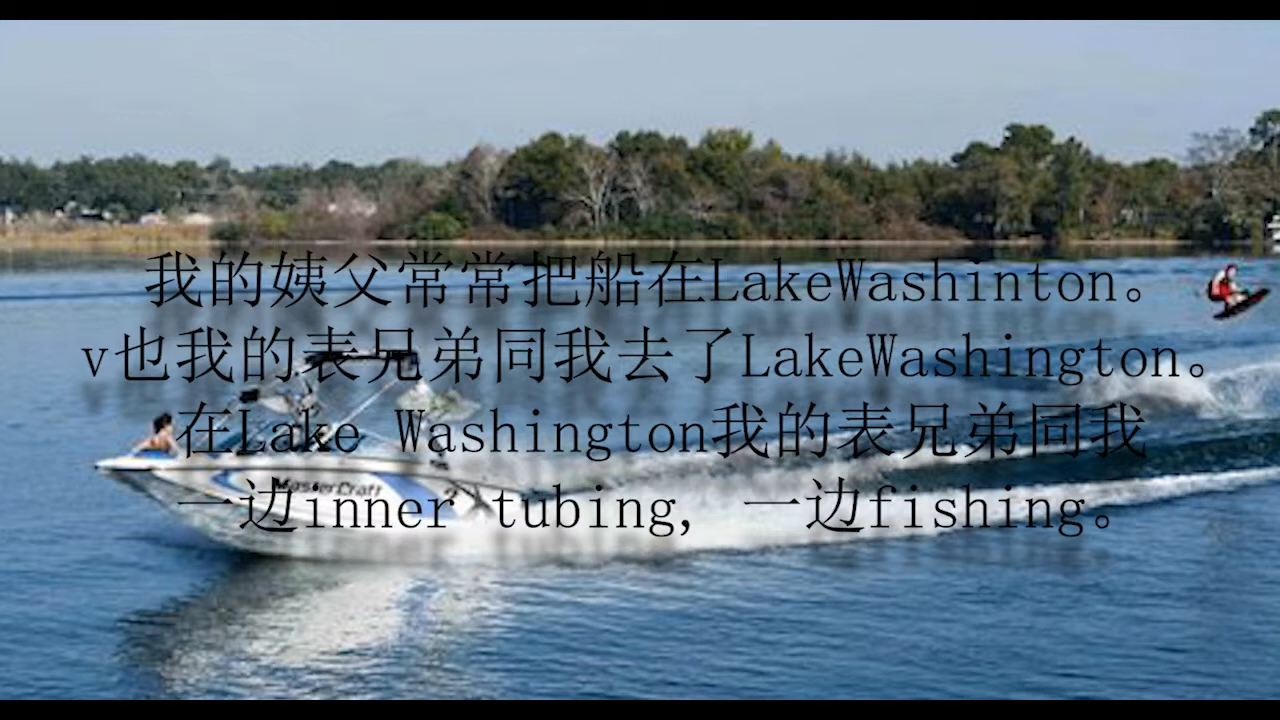 我的姨父常常把船在LakeWashinton。
v也我的表兄弟同我去了LakeWashington。
在Lake Washington我的表兄弟同我
一边inner tubing, 一边fishing。
MasterCraft